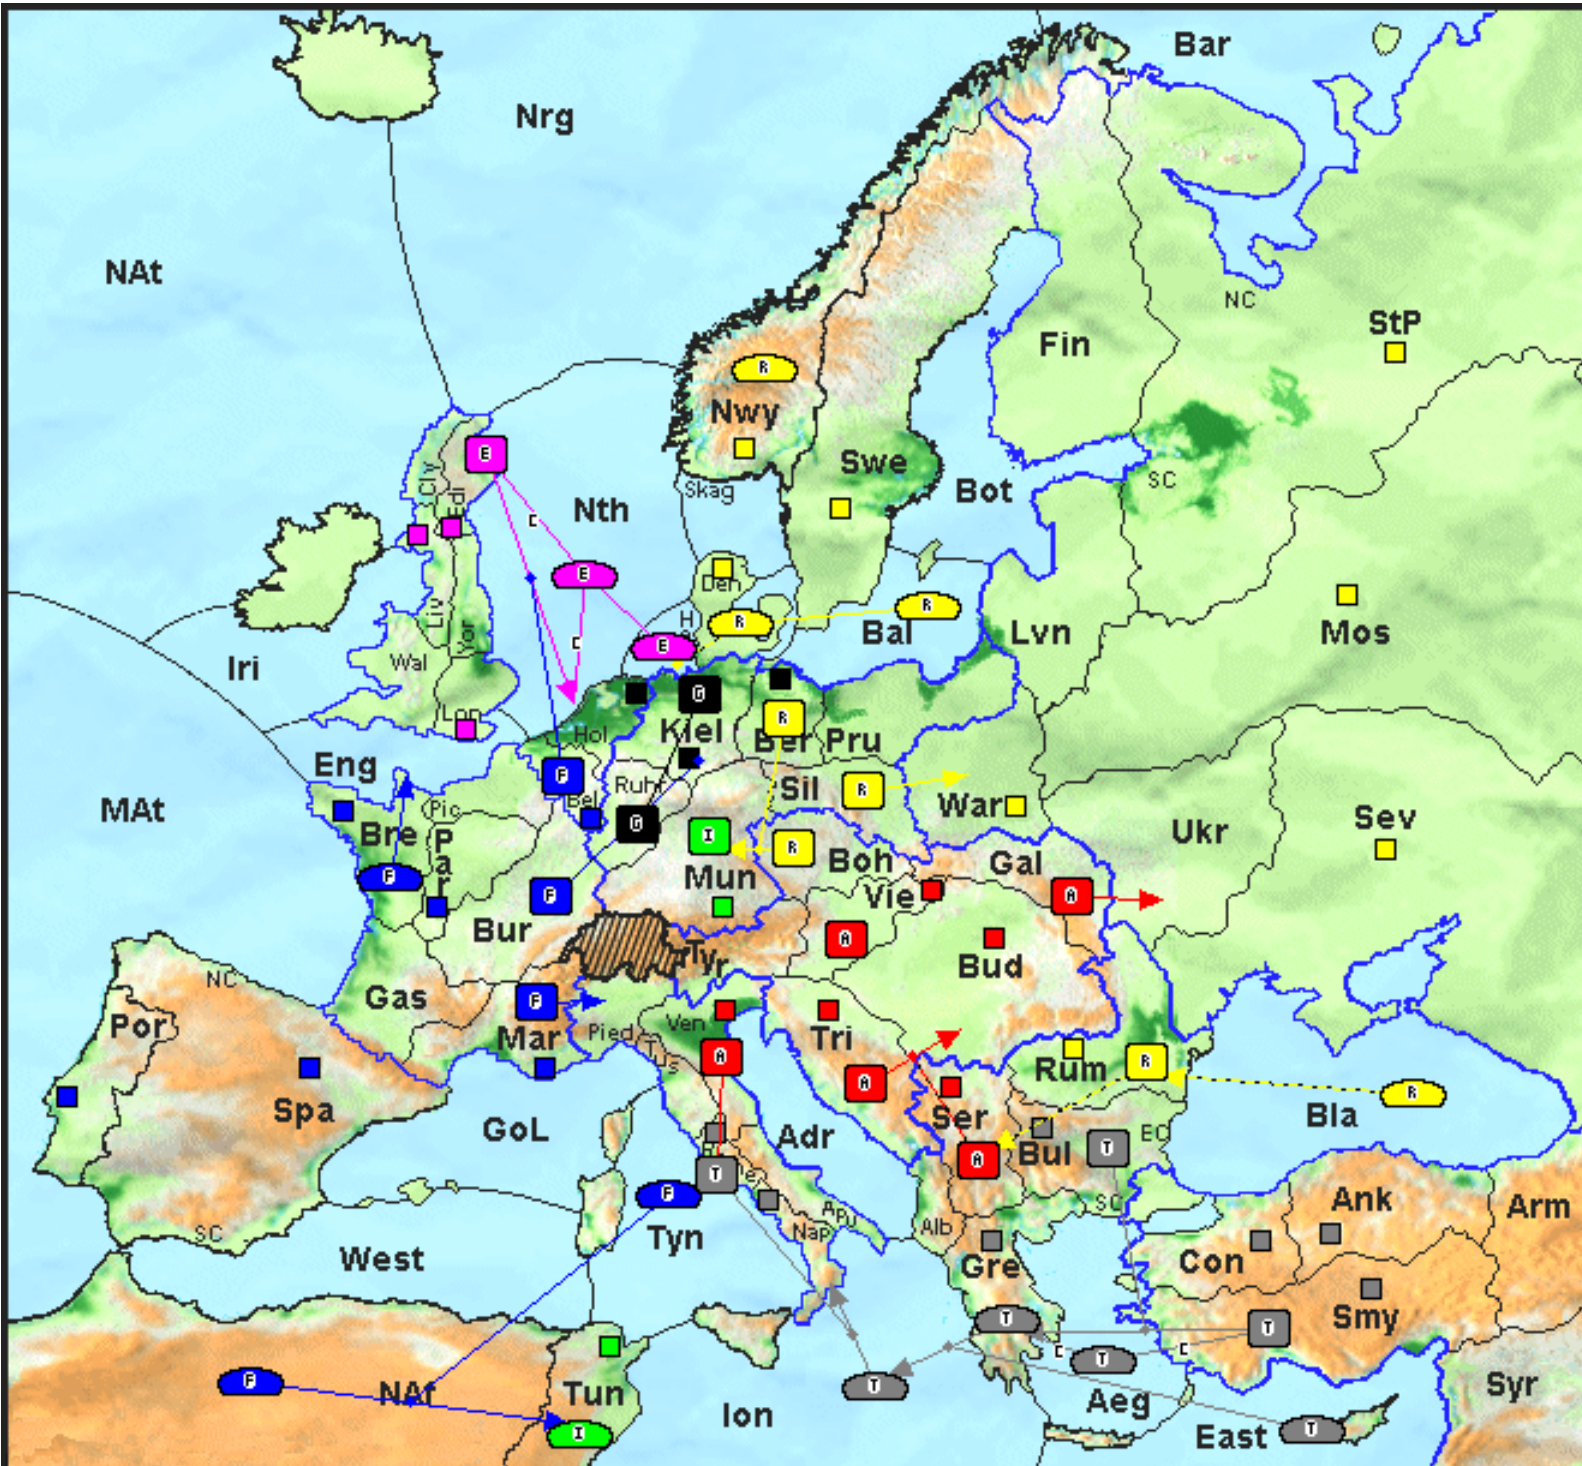 Bar
Nrg
NAt
NC
StP
Fin
R
Nwy
E
Swe
SC
Cly
Edi
Skag
Bot
Nth
C
E
Den
Mos
R
R
H
Bal
Lvn
Liv
Yor
C
E
Iri
Wal
G
Lon
R
Kiel
Hol
Ber
Pru
Eng
F
Ruhr
Sil
R
War
MAt
Bel
Pic
Bre
Par
G
I
R
Boh
Gal
Ukr
Sev
Mun
F
F
Vie
A
Bur
A
Tyr
Bud
NC
Gas
F
Por
Mar
Pied
Ven
Tri
Tus
A
A
Rum
R
R
Spa
GoL
Adr
Ser
Bla
A
Bul
T
EC
T
F
Ank
Arm
SC
Tyn
Apu
Nap
Alb
SC
West
Con
Gre
T
Smy
T
C
T
C
F
NAf
Tun
T
Syr
Ion
Aeg
I
East
T